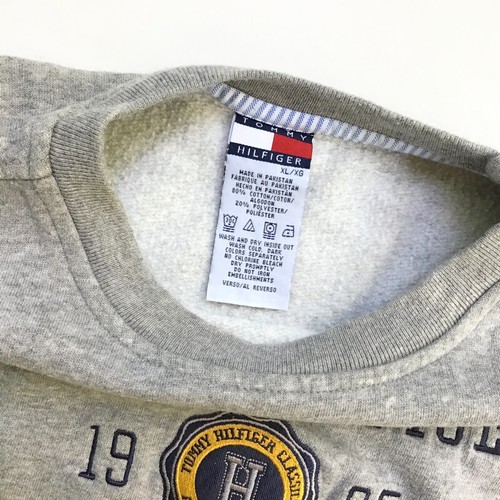 TOMMY
HILFIGER
XL/XG
MADE IN PAKISTAN
FABRIQUE AU PAKISTAN
HECHO EN PAKISTÁN
80% COTTON/COTON/
ALGODON
20% POLYESTER/
POLIÉSTER
WASH AND DRY INSIDE OUT
WASH COLD. DARK
COLORS SEPARATELY
NO CHLORINE BLEACH
DRY PROMPTLY
DO NOT IRON
EMBELLISHMENTS
VERSO/AL REVERSO
19
TOMMY HILFIGER CLASSIC
H